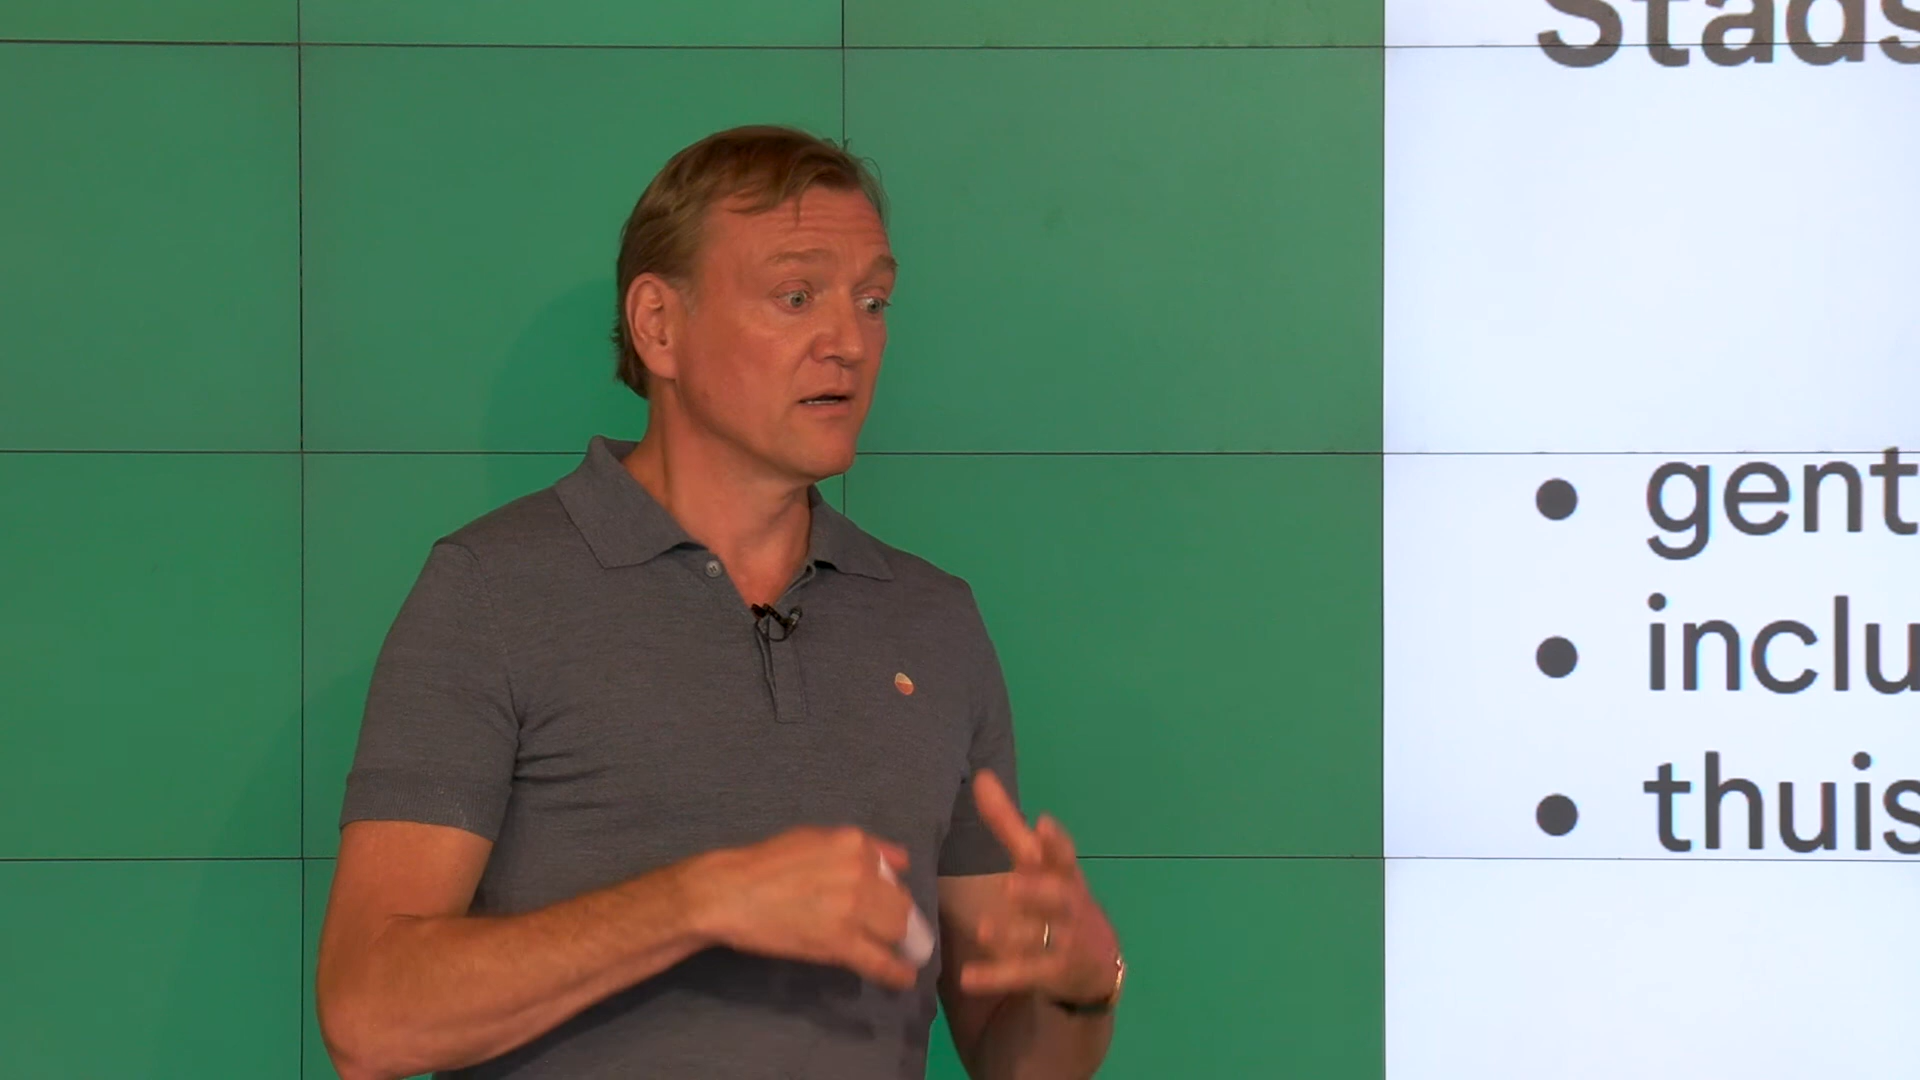 Stads
• gent
• inclu
• thuis